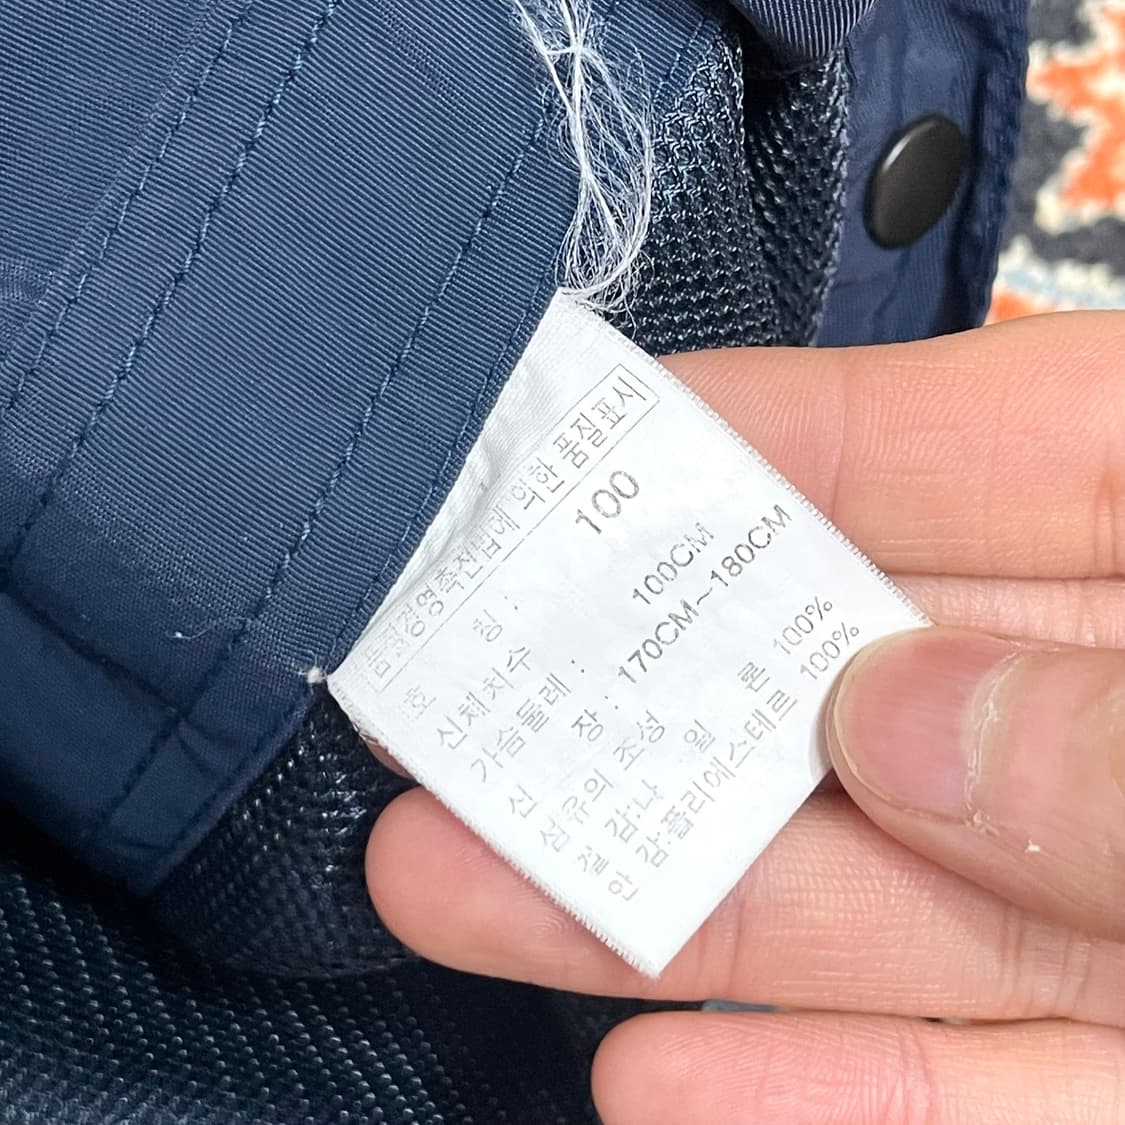 품질경영촉진법에 의한 품질표시
호 칭 : 100
신체치수
가슴둘레 : 100CM
신 장 : 170CM~180CM
섬유의 조성
겉 감:나 일 론 100%
안 감:폴리에스테르 100%